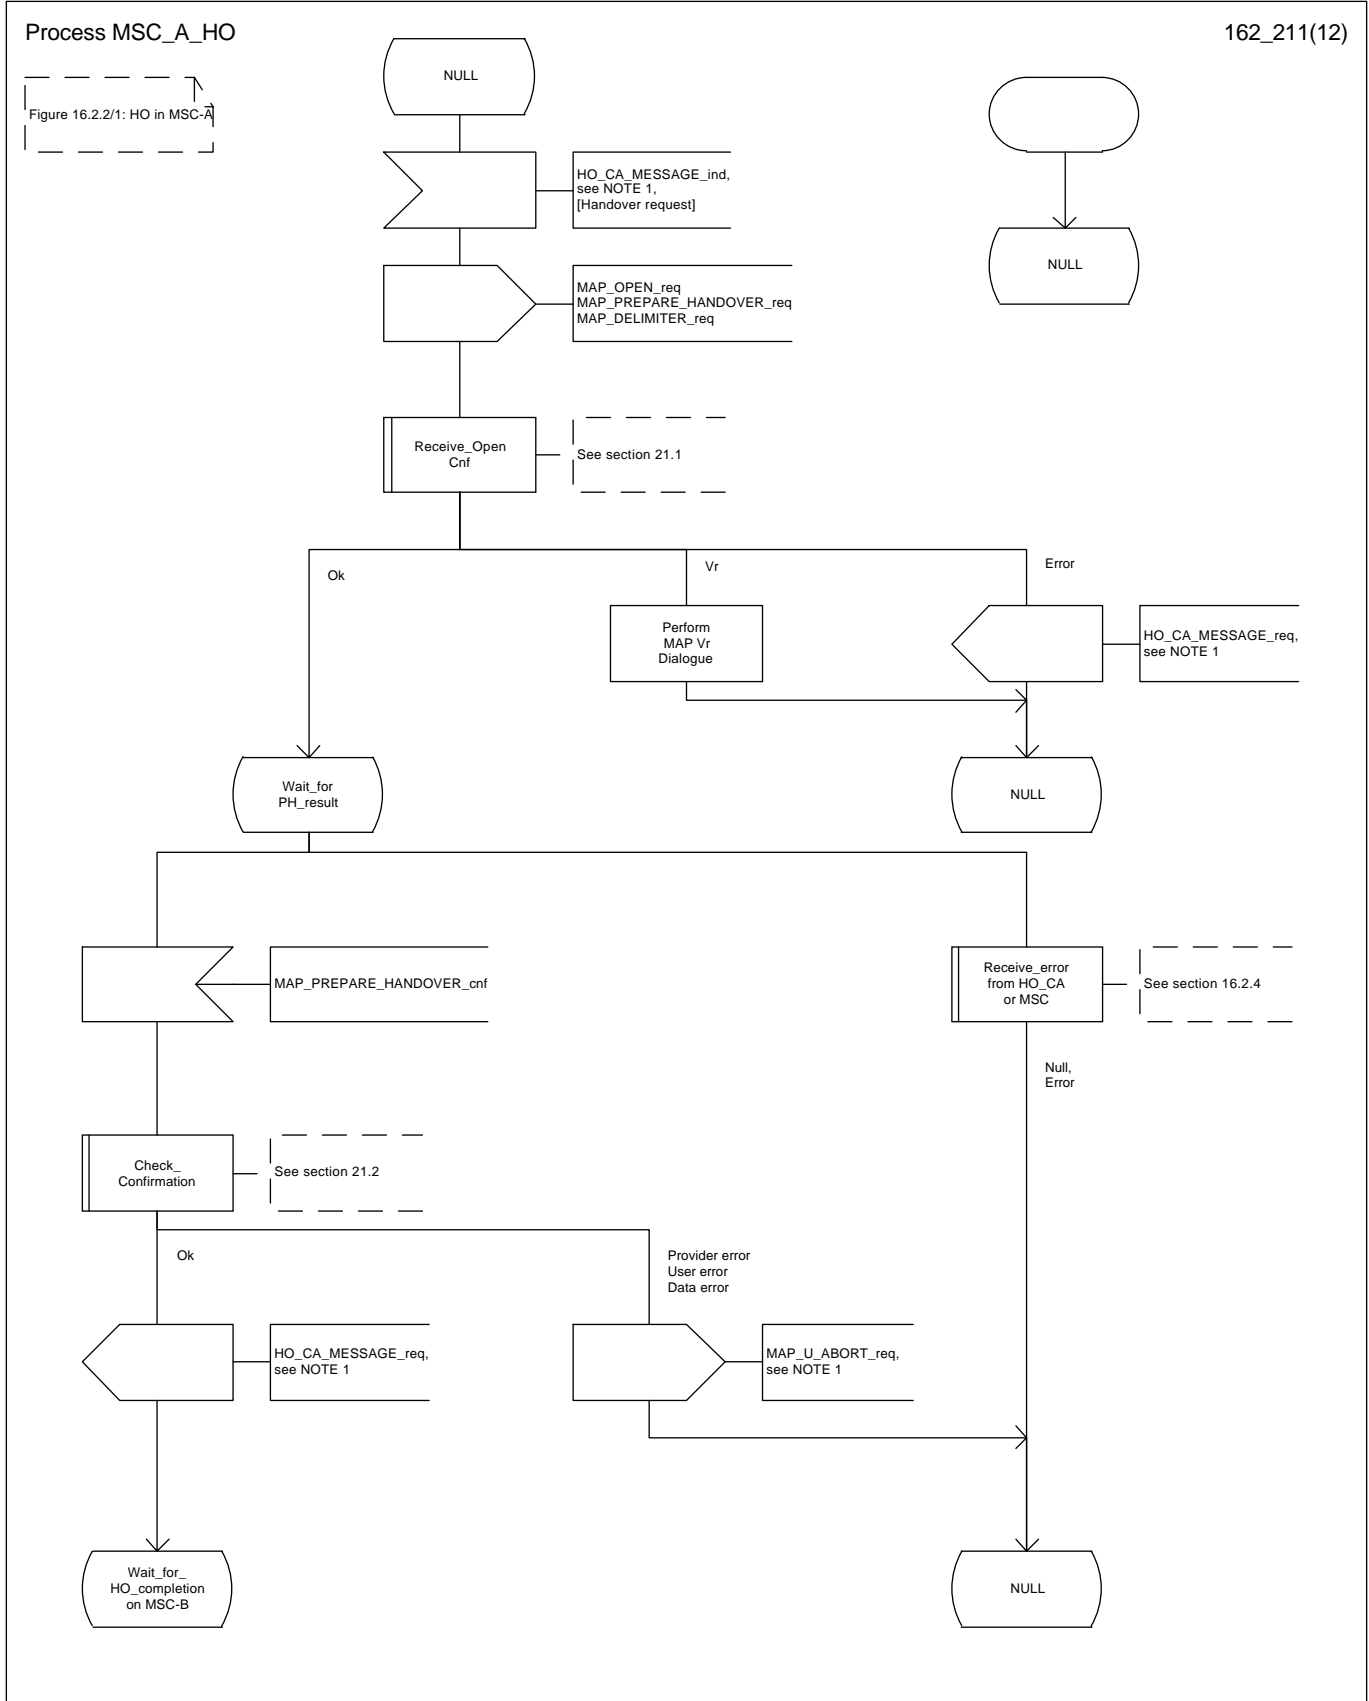 Process MSC_A_HO
162_211(12)
Figure 16.2.2/1: HO in MSC-A
NULL
HO_CA_MESSAGE_ind,
see NOTE 1,
[Handover request]
NULL
MAP_OPEN_req
MAP_PREPARE_HANDOVER_req
MAP_DELIMITER_req
Receive_Open
Cnf
See section 21.1
Ok
Vr
Error
Perform
MAP Vr
Dialogue
HO_CA_MESSAGE_req,
see NOTE 1
Wait_for
PH_result
NULL
MAP_PREPARE_HANDOVER_cnf
Receive_error
from HO_CA
or MSC
See section 16.2.4
Null,
Error
Check_
Confirmation
See section 21.2
Ok
Provider error
User error
Data error
HO_CA_MESSAGE_req,
see NOTE 1
MAP_U_ABORT_req,
see NOTE 1
Wait_for_
HO_completion
on MSC-B
NULL